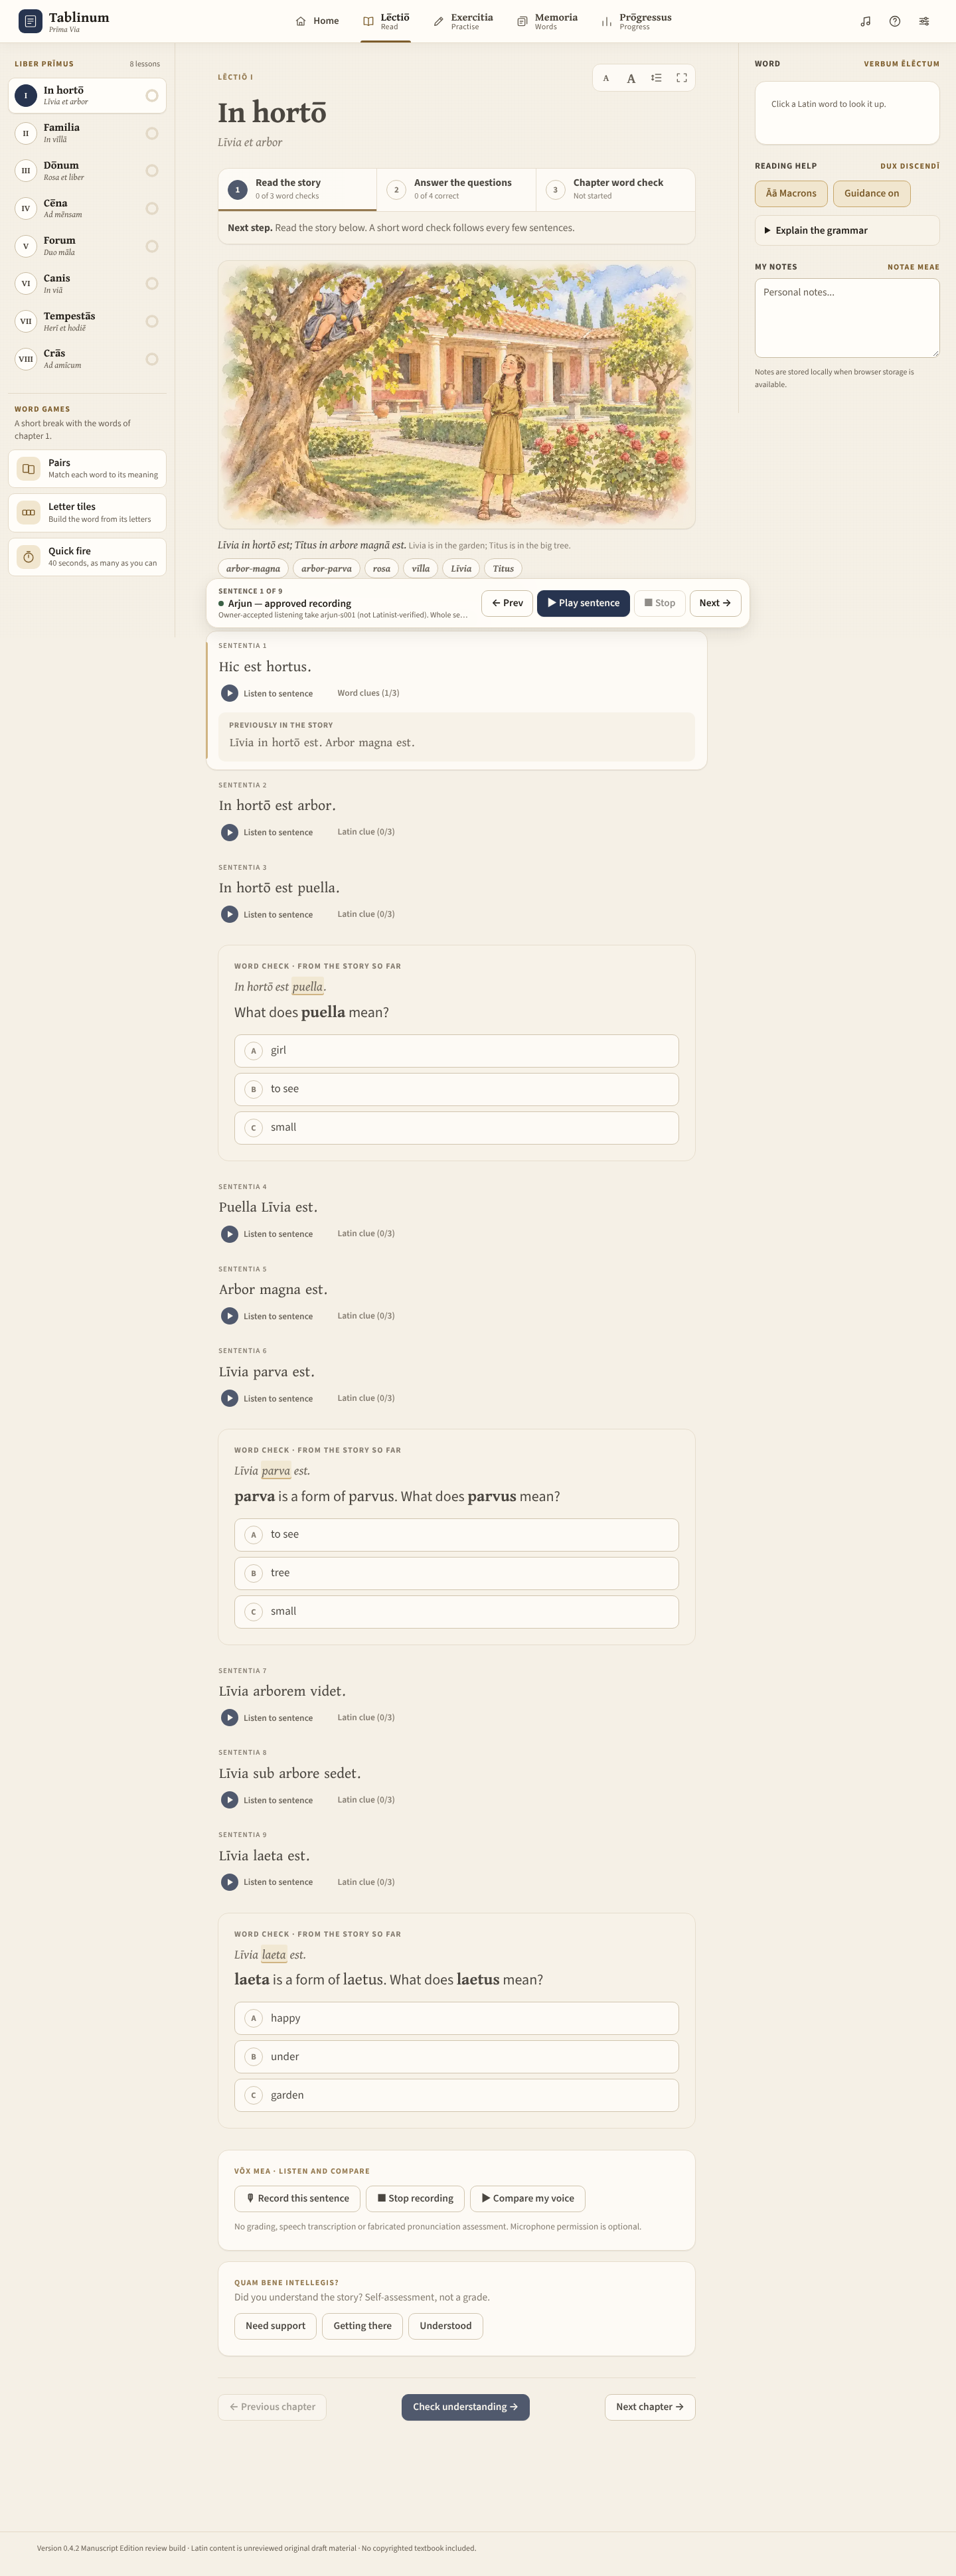 Tablinum
Prīma Via
Home
Lēctiō
Read
Exercitia
Practise
Memoria
Words
Prōgressus
Progress
LIBER PRĪMUS
8 lessons
I
In hortō
Līvia et arbor
II
Familia
In vīllā
III
Dōnum
Rosa et liber
IV
Cēna
Ad mēnsam
V
Forum
Duo māla
VI
Canis
In viā
VII
Tempestās
Herī et hodiē
VIII
Crās
Ad amīcum
WORD GAMES
A short break with the words of
chapter 1.
Pairs
Match each word to its meaning
Letter tiles
Build the word from its letters
Quick fire
40 seconds, as many as you can
LĒCTIŌ I
A A
In hortō
Līvia et arbor
1
Read the story
0 of 3 word checks
2
Answer the questions
0 of 4 correct
3
Chapter word check
Not started
Next step. Read the story below. A short word check follows every few sentences.
Līvia in hortō est; Titus in arbore magnā est. Livia is in the garden; Titus is in the big tree.
arbor-magna arbor-parva rosa vīlla Līvia Titus
SENTENCE 1 OF 9
Arjun — approved recording
Owner-accepted listening take arjun-s001 (not Latinist-verified). Whole se...
← Prev
▶ Play sentence
■ Stop
Next →
SENTENTIA 1
Hic est hortus.
Listen to sentence Word clues (1/3)
PREVIOUSLY IN THE STORY
Līvia in hortō est. Arbor magna est.
SENTENTIA 2
In hortō est arbor.
Listen to sentence Latin clue (0/3)
SENTENTIA 3
In hortō est puella.
Listen to sentence Latin clue (0/3)
WORD CHECK · FROM THE STORY SO FAR
In hortō est puella.
What does puella mean?
A girl
B to see
C small
SENTENTIA 4
Puella Līvia est.
Listen to sentence Latin clue (0/3)
SENTENTIA 5
Arbor magna est.
Listen to sentence Latin clue (0/3)
SENTENTIA 6
Līvia parva est.
Listen to sentence Latin clue (0/3)
WORD CHECK · FROM THE STORY SO FAR
Līvia parva est.
parva is a form of parvus. What does parvus mean?
A to see
B tree
C small
SENTENTIA 7
Līvia arborem videt.
Listen to sentence Latin clue (0/3)
SENTENTIA 8
Līvia sub arbore sedet.
Listen to sentence Latin clue (0/3)
SENTENTIA 9
Līvia laeta est.
Listen to sentence Latin clue (0/3)
WORD CHECK · FROM THE STORY SO FAR
Līvia laeta est.
laeta is a form of laetus. What does laetus mean?
A happy
B under
C garden
VŌX MEA · LISTEN AND COMPARE
Record this sentence
■ Stop recording
▶ Compare my voice
No grading, speech transcription or fabricated pronunciation assessment. Microphone permission is optional.
QUAM BENE INTELLEGIS?
Did you understand the story? Self-assessment, not a grade.
Need support Getting there Understood
← Previous chapter
Check understanding →
Next chapter →
WORD VERBUM ĒLĒCTUM
Click a Latin word to look it up.
READING HELP DUX DISCENDĪ
Āă Macrons
Guidance on
▶ Explain the grammar
MY NOTES NOTAE MEAE
Personal notes...
Notes are stored locally when browser storage is
available.
Version 0.4.2 Manuscript Edition review build · Latin content is unreviewed original draft material · No copyrighted textbook included.